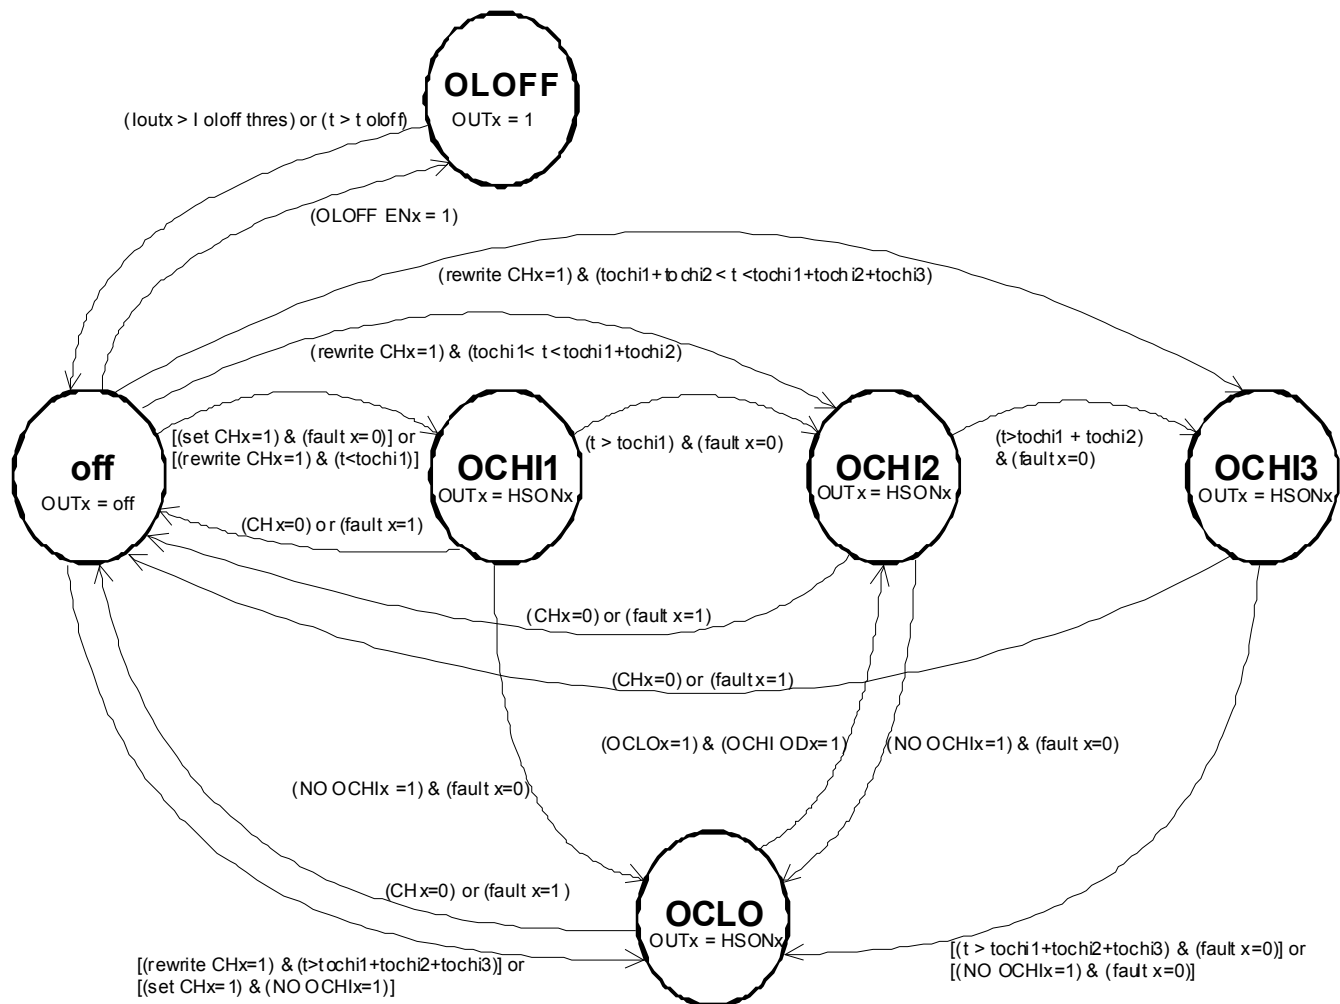 OLOFF
OUTx = 1
(Ioutx > I oloff thres) or (t > t oloff)
(OLOFF ENx = 1)
(rewrite CHx=1) & (tochi1+tochi2 < t <tochi1+tochi2+tochi3)
(rewrite CHx=1) & (tochi1< t <tochi1+tochi2)
[(set CHx=1) & (fault x=0)] or
[(rewrite CHx=1) & (t<tochi1)]
(t > tochi1) & (fault x=0)
(t>tochi1 + tochi2)
& (fault x=0)
off
OUTx = off
OCHI1
OUTx = HSONx
OCHI2
OUTx = HSONx
OCHI3
OUTx = HSONx
(CHx=0) or (fault x=1)
(CHx=0) or (fault x=1)
(CHx=0) or (fault x=1)
(OCLOx=1) & (OCHI ODx=1)
(NO OCHIx=1) & (fault x=0)
(NO OCHIx =1) & (fault x=0)
(CHx=0) or (fault x=1)
OCLO
OUTx = HSONx
[(rewrite CHx=1) & (t>tochi1+tochi2+tochi3)] or
[(set CHx=1) & (NO OCHIx=1)]
[(t > tochi1+tochi2+tochi3) & (fault x=0)] or
[(NO OCHIx=1) & (fault x=0)]